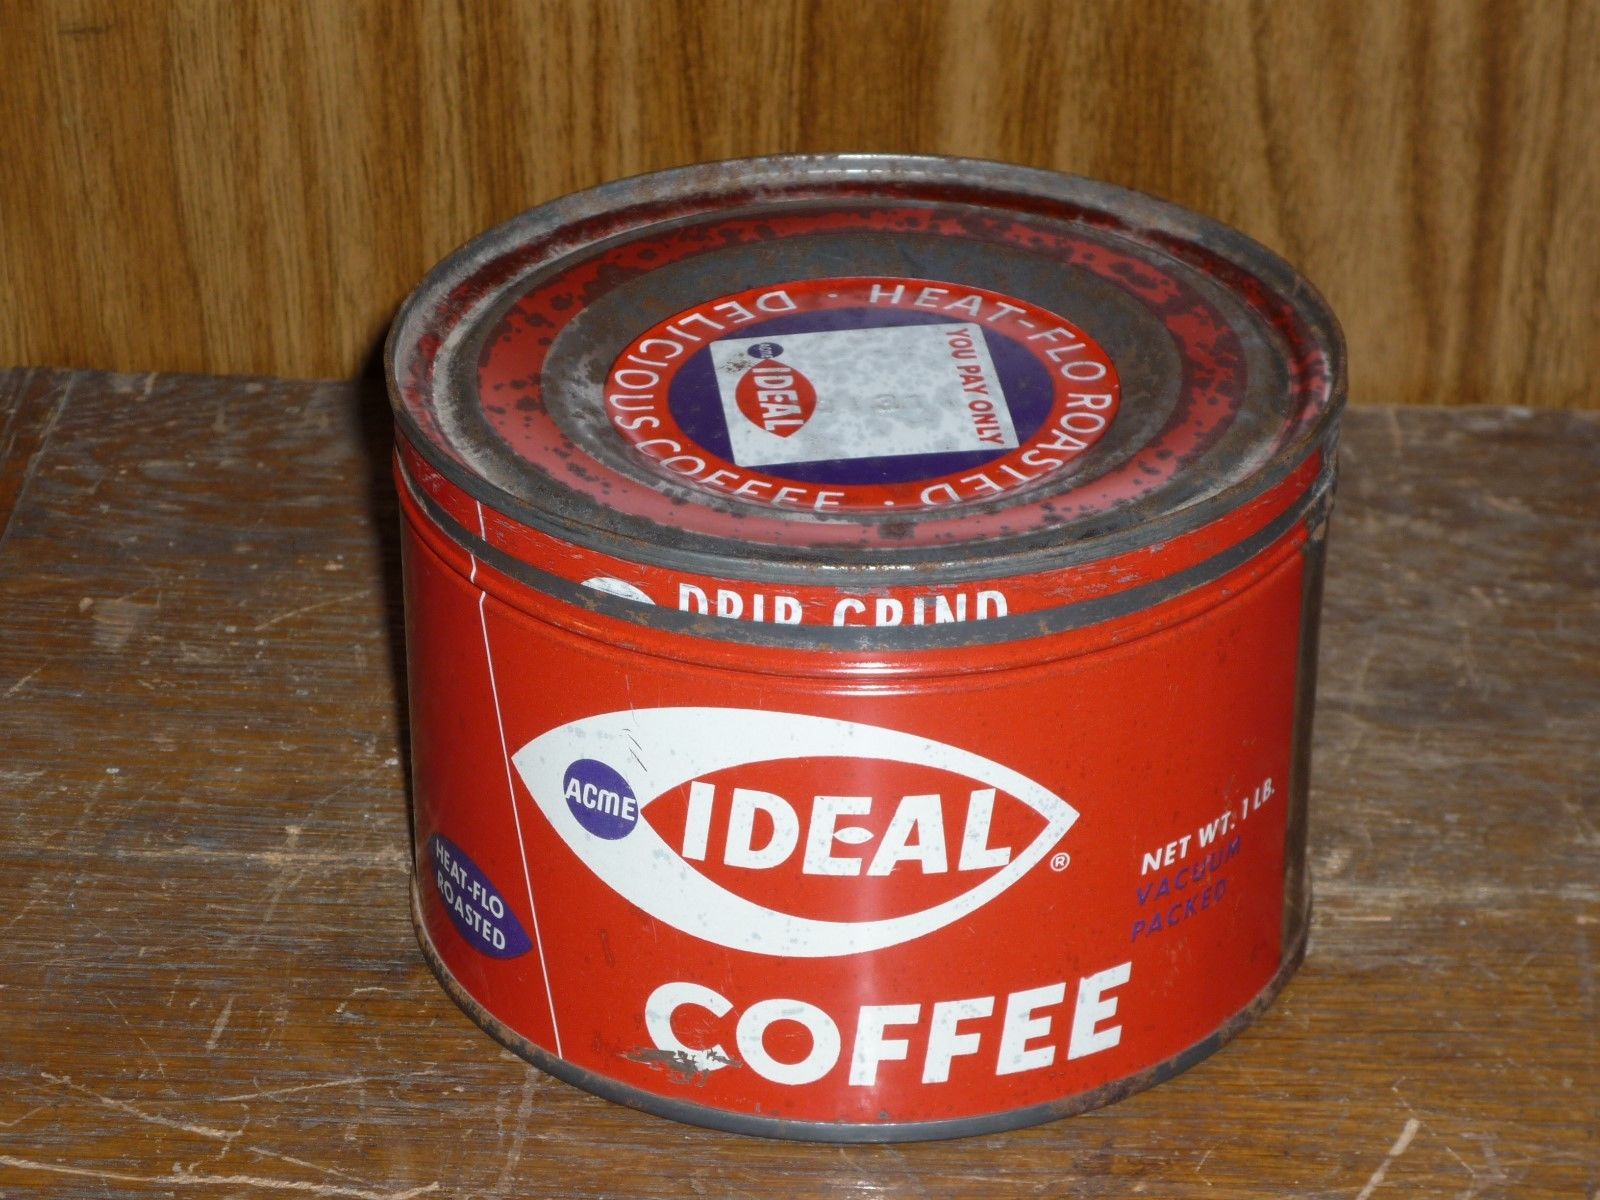 DELICIOUS COFFEE · HEAT-FLO ROASTED ·
YOU PAY ONLY
ACME
IDEAL
DRIP GRIND
ACME
IDEAL ®
NET WT. 1 LB.
VACUUM
PACKED
HEAT-FLO
ROASTED
COFFEE